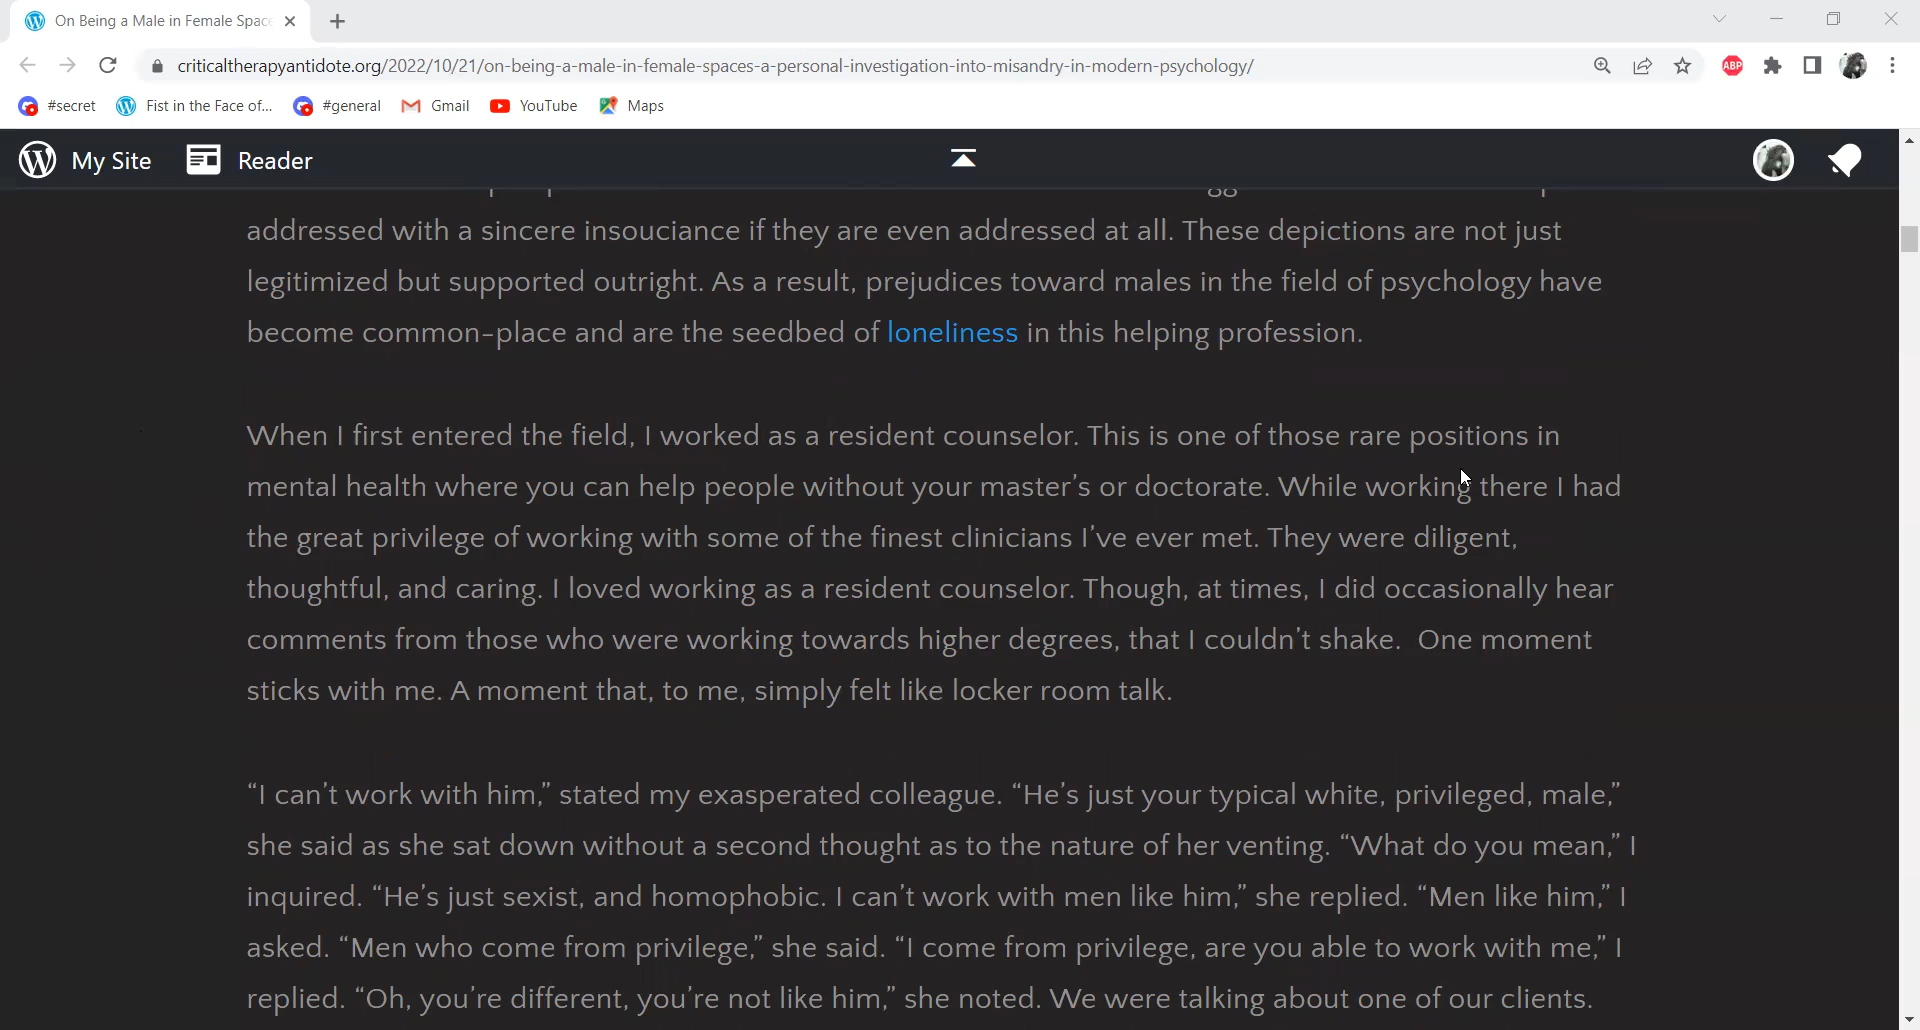 On Being a Male in Female Space
criticaltherapyantidote.org/2022/10/21/on-being-a-male-in-female-spaces-a-personal-investigation-into-misandry-in-modern-psychology/
ABP
#secret Fist in the Face of... #general Gmail YouTube Maps
My Site Reader
addressed with a sincere insouciance if they are even addressed at all. These depictions are not just
legitimized but supported outright. As a result, prejudices toward males in the field of psychology have
become common-place and are the seedbed of loneliness in this helping profession.
When I first entered the field, I worked as a resident counselor. This is one of those rare positions in
mental health where you can help people without your master’s or doctorate. While working there I had
the great privilege of working with some of the finest clinicians I’ve ever met. They were diligent,
thoughtful, and caring. I loved working as a resident counselor. Though, at times, I did occasionally hear
comments from those who were working towards higher degrees, that I couldn’t shake. One moment
sticks with me. A moment that, to me, simply felt like locker room talk.
“I can’t work with him,” stated my exasperated colleague. “He’s just your typical white, privileged, male,”
she said as she sat down without a second thought as to the nature of her venting. “What do you mean,” I
inquired. “He’s just sexist, and homophobic. I can’t work with men like him,” she replied. “Men like him,” I
asked. “Men who come from privilege,” she said. “I come from privilege, are you able to work with me,” I
replied. “Oh, you’re different, you’re not like him,” she noted. We were talking about one of our clients.